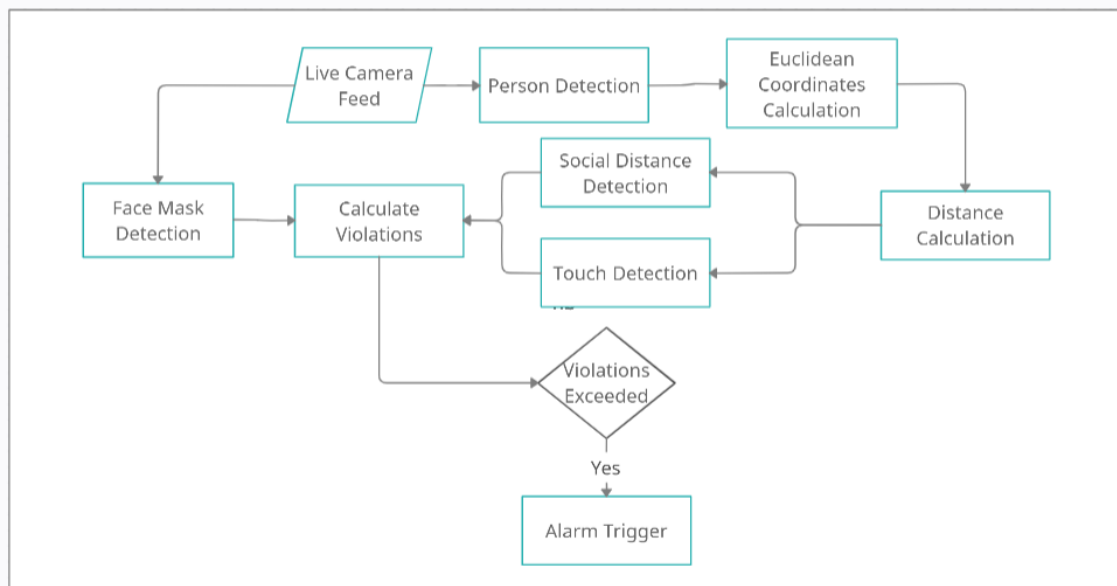 Live Camera
Feed
Person Detection
Euclidean
Coordinates
Calculation
Social Distance
Detection
Face Mask
Detection
Calculate
Violations
Distance
Calculation
Touch Detection
Violations
Exceeded
Yes
Alarm Trigger